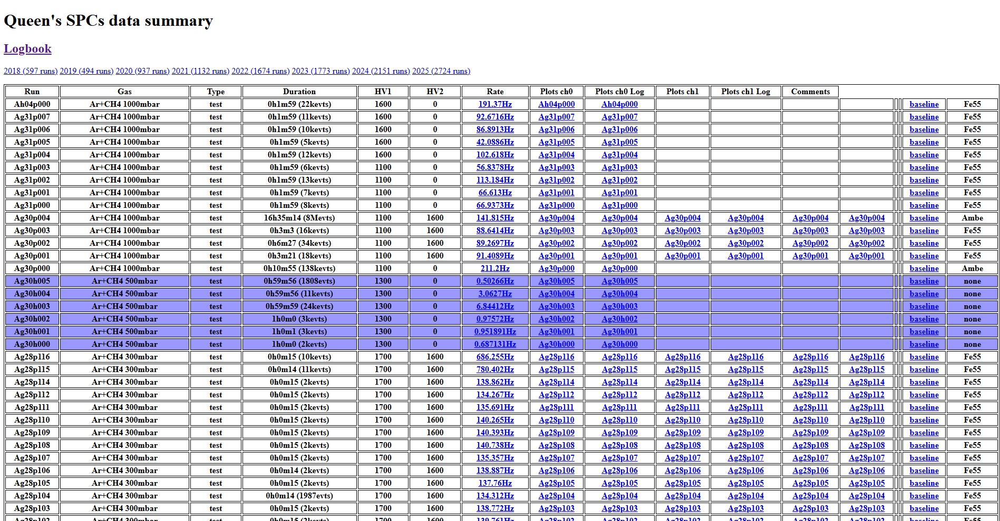 Queen's SPCs data summary
Logbook
2018 (597 runs) 2019 (494 runs) 2020 (937 runs) 2021 (1132 runs) 2022 (1674 runs) 2023 (1773 runs) 2024 (2151 runs) 2025 (2724 runs)
Run Gas Type Duration HV1 HV2 Rate Plots ch0 Plots ch0 Log Plots ch1 Plots ch1 Log Comments
Ah04p000 Ar+CH4 1000mbar test 0h1m59 (22kevts) 1600 0 191.37Hz Ah04p000 Ah04p000 baseline Fe55
Ag31p007 Ar+CH4 1000mbar test 0h1m59 (11kevts) 1600 0 92.6716Hz Ag31p007 Ag31p007 baseline Fe55
Ag31p006 Ar+CH4 1000mbar test 0h1m59 (10kevts) 1600 0 86.8913Hz Ag31p006 Ag31p006 baseline Fe55
Ag31p005 Ar+CH4 1000mbar test 0h1m59 (5kevts) 1600 0 42.0886Hz Ag31p005 Ag31p005 baseline Fe55
Ag31p004 Ar+CH4 1000mbar test 0h1m59 (12kevts) 1600 0 102.618Hz Ag31p004 Ag31p004 baseline Fe55
Ag31p003 Ar+CH4 1000mbar test 0h1m59 (6kevts) 1100 0 56.8378Hz Ag31p003 Ag31p003 baseline Fe55
Ag31p002 Ar+CH4 1000mbar test 0h1m59 (13kevts) 1100 0 113.184Hz Ag31p002 Ag31p002 baseline Fe55
Ag31p001 Ar+CH4 1000mbar test 0h1m59 (7kevts) 1100 0 66.613Hz Ag31p001 Ag31p001 baseline Fe55
Ag31p000 Ar+CH4 1000mbar test 0h1m59 (8kevts) 1100 0 66.9373Hz Ag31p000 Ag31p000 baseline Fe55
Ag30p004 Ar+CH4 1000mbar test 16h35m14 (8Mevts) 1100 1600 141.815Hz Ag30p004 Ag30p004 Ag30p004 Ag30p004 Ag30p004 Ag30p004 baseline Ambe
Ag30p003 Ar+CH4 1000mbar test 0h3m3 (16kevts) 1100 1600 88.6414Hz Ag30p003 Ag30p003 Ag30p003 Ag30p003 Ag30p003 Ag30p003 baseline Fe55
Ag30p002 Ar+CH4 1000mbar test 0h6m27 (34kevts) 1100 1600 89.2697Hz Ag30p002 Ag30p002 Ag30p002 Ag30p002 Ag30p002 Ag30p002 baseline Fe55
Ag30p001 Ar+CH4 1000mbar test 0h3m21 (18kevts) 1100 1600 91.4089Hz Ag30p001 Ag30p001 Ag30p001 Ag30p001 Ag30p001 Ag30p001 baseline Fe55
Ag30p000 Ar+CH4 1000mbar test 0h10m55 (138kevts) 1100 0 211.2Hz Ag30p000 Ag30p000 baseline Ambe
Ag30h005 Ar+CH4 500mbar test 0h59m56 (1808evts) 1300 0 0.50266Hz Ag30h005 Ag30h005 baseline none
Ag30h004 Ar+CH4 500mbar test 0h59m56 (11kevts) 1300 0 3.0627Hz Ag30h004 Ag30h004 baseline none
Ag30h003 Ar+CH4 500mbar test 0h59m59 (24kevts) 1300 0 6.84412Hz Ag30h003 Ag30h003 baseline none
Ag30h002 Ar+CH4 500mbar test 1h0m0 (3kevts) 1300 0 0.97572Hz Ag30h002 Ag30h002 baseline none
Ag30h001 Ar+CH4 500mbar test 1h0m1 (3kevts) 1300 0 0.951891Hz Ag30h001 Ag30h001 baseline none
Ag30h000 Ar+CH4 500mbar test 1h0m0 (2kevts) 1300 0 0.687131Hz Ag30h000 Ag30h000 baseline none
Ag28p116 Ar+CH4 300mbar test 0h0m15 (10kevts) 1700 1600 686.255Hz Ag28p116 Ag28p116 Ag28p116 Ag28p116 Ag28p116 Ag28p116 baseline Fe55
Ag28p115 Ar+CH4 300mbar test 0h0m14 (11kevts) 1700 1600 780.402Hz Ag28p115 Ag28p115 Ag28p115 Ag28p115 Ag28p115 Ag28p115 baseline Fe55
Ag28p114 Ar+CH4 300mbar test 0h0m15 (2kevts) 1700 1600 138.862Hz Ag28p114 Ag28p114 Ag28p114 Ag28p114 Ag28p114 Ag28p114 baseline Fe55
Ag28p112 Ar+CH4 300mbar test 0h0m15 (2kevts) 1700 1600 134.267Hz Ag28p112 Ag28p112 Ag28p112 Ag28p112 Ag28p112 Ag28p112 baseline Fe55
Ag28p111 Ar+CH4 300mbar test 0h0m15 (2kevts) 1700 1600 135.691Hz Ag28p111 Ag28p111 Ag28p111 Ag28p111 Ag28p111 Ag28p111 baseline Fe55
Ag28p110 Ar+CH4 300mbar test 0h0m15 (2kevts) 1700 1600 140.265Hz Ag28p110 Ag28p110 Ag28p110 Ag28p110 Ag28p110 Ag28p110 baseline Fe55
Ag28p109 Ar+CH4 300mbar test 0h0m15 (2kevts) 1700 1600 140.393Hz Ag28p109 Ag28p109 Ag28p109 Ag28p109 Ag28p109 Ag28p109 baseline Fe55
Ag28p108 Ar+CH4 300mbar test 0h0m15 (2kevts) 1700 1600 140.738Hz Ag28p108 Ag28p108 Ag28p108 Ag28p108 Ag28p108 Ag28p108 baseline Fe55
Ag28p107 Ar+CH4 300mbar test 0h0m15 (2kevts) 1700 1600 135.357Hz Ag28p107 Ag28p107 Ag28p107 Ag28p107 Ag28p107 Ag28p107 baseline Fe55
Ag28p106 Ar+CH4 300mbar test 0h0m14 (2kevts) 1700 1600 138.887Hz Ag28p106 Ag28p106 Ag28p106 Ag28p106 Ag28p106 Ag28p106 baseline Fe55
Ag28p105 Ar+CH4 300mbar test 0h0m15 (2kevts) 1700 1600 137.76Hz Ag28p105 Ag28p105 Ag28p105 Ag28p105 Ag28p105 Ag28p105 baseline Fe55
Ag28p104 Ar+CH4 300mbar test 0h0m14 (1987evts) 1700 1600 134.312Hz Ag28p104 Ag28p104 Ag28p104 Ag28p104 Ag28p104 Ag28p104 baseline Fe55
Ag28p103 Ar+CH4 300mbar test 0h0m15 (2kevts) 1700 1600 138.772Hz Ag28p103 Ag28p103 Ag28p103 Ag28p103 Ag28p103 Ag28p103 baseline Fe55
Ag28p102 Ar+CH4 300mbar test 0h0m15 (2kevts) 1700 1600 139.761Hz Ag28p102 Ag28p102 Ag28p102 Ag28p102 Ag28p102 Ag28p102 baseline Fe55